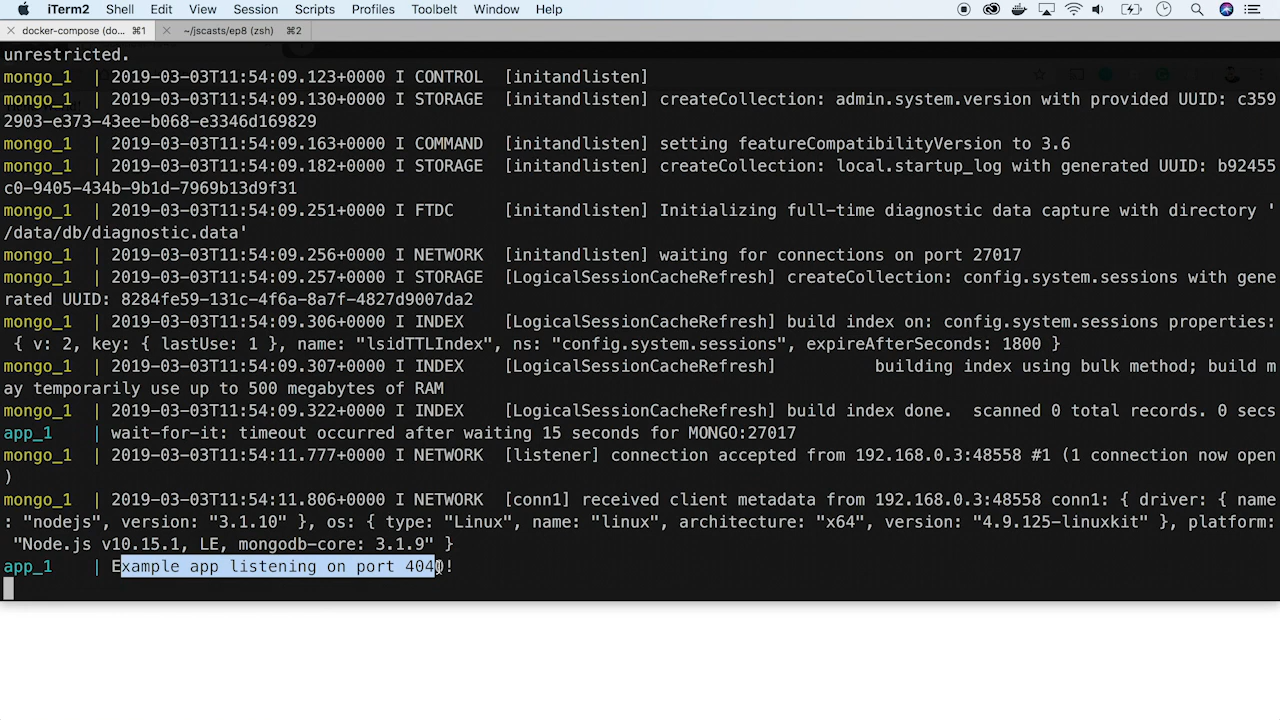 iTerm2 Shell Edit View Session Scripts Profiles Toolbelt Window Help
docker-compose (do... ⌘1 ~/jscasts/ep8 (zsh) ⌘2
unrestricted.
mongo_1 | 2019-03-03T11:54:09.123+0000 I CONTROL [initandlisten]
mongo_1 | 2019-03-03T11:54:09.130+0000 I STORAGE [initandlisten] createCollection: admin.system.version with provided UUID: c359
2903-e373-43ee-b068-e3346d169829
mongo_1 | 2019-03-03T11:54:09.163+0000 I COMMAND [initandlisten] setting featureCompatibilityVersion to 3.6
mongo_1 | 2019-03-03T11:54:09.182+0000 I STORAGE [initandlisten] createCollection: local.startup_log with generated UUID: b92455
c0-9405-434b-9b1d-7969b13d9f31
mongo_1 | 2019-03-03T11:54:09.251+0000 I FTDC [initandlisten] Initializing full-time diagnostic data capture with directory '
/data/db/diagnostic.data'
mongo_1 | 2019-03-03T11:54:09.256+0000 I NETWORK [initandlisten] waiting for connections on port 27017
mongo_1 | 2019-03-03T11:54:09.257+0000 I STORAGE [LogicalSessionCacheRefresh] createCollection: config.system.sessions with gene
rated UUID: 8284fe59-131c-4f6a-8a7f-4827d9007da2
mongo_1 | 2019-03-03T11:54:09.306+0000 I INDEX [LogicalSessionCacheRefresh] build index on: config.system.sessions properties:
{ v: 2, key: { lastUse: 1 }, name: "lsidTTLIndex", ns: "config.system.sessions", expireAfterSeconds: 1800 }
mongo_1 | 2019-03-03T11:54:09.307+0000 I INDEX [LogicalSessionCacheRefresh] building index using bulk method; build m
ay temporarily use up to 500 megabytes of RAM
mongo_1 | 2019-03-03T11:54:09.322+0000 I INDEX [LogicalSessionCacheRefresh] build index done. scanned 0 total records. 0 secs
app_1 | wait-for-it: timeout occurred after waiting 15 seconds for MONGO:27017
mongo_1 | 2019-03-03T11:54:11.777+0000 I NETWORK [listener] connection accepted from 192.168.0.3:48558 #1 (1 connection now open
)
mongo_1 | 2019-03-03T11:54:11.806+0000 I NETWORK [conn1] received client metadata from 192.168.0.3:48558 conn1: { driver: { name
: "nodejs", version: "3.1.10" }, os: { type: "Linux", name: "linux", architecture: "x64", version: "4.9.125-linuxkit" }, platform:
"Node.js v10.15.1, LE, mongodb-core: 3.1.9" }
app_1 | Example app listening on port 4040!